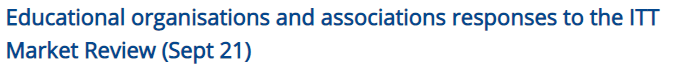 Educational organisations and associations responses to the ITT
Market Review (Sept 21)